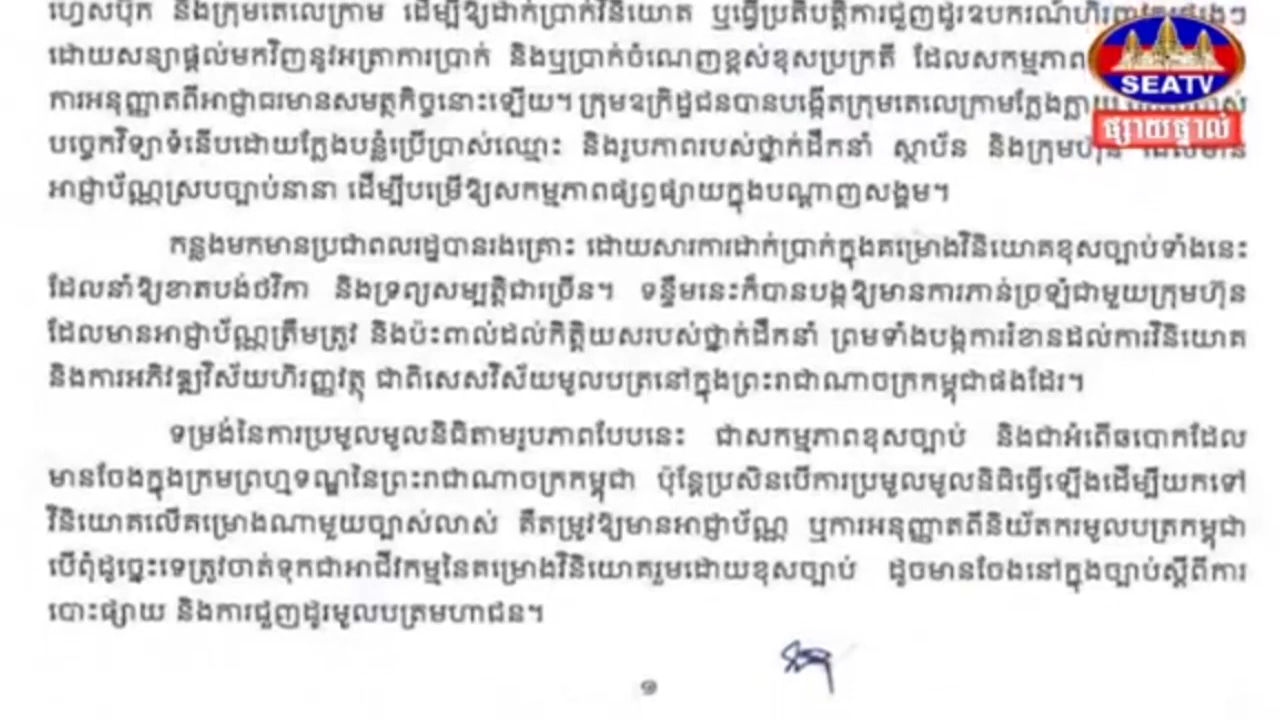 ហ្វេសប៊ុក និងក្រុមតេលេក្រាម ដើម្បីឱ្យដាក់ប្រាក់វិនិយោគ ឬធ្វើប្រតិបត្តិការជួញដូរឧបករណ៍
ដោយសន្យាផ្តល់មកវិញនូវអត្រាការប្រាក់ និងឬប្រាក់ចំណេញខ្ពស់ខុសប្រក្រតី ដែលសកម្មភាព
ការអនុញ្ញាតពីអាជ្ញាធរមានសមត្ថកិច្ចនោះឡើយ។ ក្រុមឧក្រិដ្ឋជនបានបង្កើតក្រុមតេលេក្រាមក្លែងក្លាយ
បច្ចេកវិទ្យាទំនើបដោយក្លែងបន្លំប្រើប្រាស់ឈ្មោះ និងរូបភាពរបស់ថ្នាក់ដឹកនាំ ស្ថាប័ន និងក្រុមហ៊ុន ដែលមាន
អាជ្ញាប័ណ្ណស្របច្បាប់នានា ដើម្បីបម្រើឱ្យសកម្មភាពផ្សព្វផ្សាយក្នុងបណ្តាញសង្គម។
កន្លងមកមានប្រជាពលរដ្ឋបានរងគ្រោះ ដោយសារការដាក់ប្រាក់ក្នុងគម្រោងវិនិយោគខុសច្បាប់ទាំងនេះ
ដែលនាំឱ្យខាតបង់ថវិកា និងទ្រព្យសម្បត្តិជាច្រើន។ ទន្ទឹមនេះក៏បានបង្កឱ្យមានការភាន់ច្រឡំជាមួយក្រុមហ៊ុន
ដែលមានអាជ្ញាប័ណ្ណត្រឹមត្រូវ និងប៉ះពាល់ដល់កិត្តិយសរបស់ថ្នាក់ដឹកនាំ ព្រមទាំងបង្កការរំខានដល់ការវិនិយោគ
និងការអភិវឌ្ឍវិស័យហិរញ្ញវត្ថុ ជាពិសេសវិស័យមូលបត្រនៅក្នុងព្រះរាជាណាចក្រកម្ពុជាផងដែរ។
ទម្រង់នៃការប្រមូលមូលនិធិតាមរូបភាពបែបនេះ ជាសកម្មភាពខុសច្បាប់ និងជាអំពើឆបោកដែល
មានចែងក្នុងក្រមព្រហ្មទណ្ឌនៃព្រះរាជាណាចក្រកម្ពុជា ប៉ុន្តែប្រសិនបើការប្រមូលមូលនិធិធ្វើឡើងដើម្បីយកទៅ
វិនិយោគលើគម្រោងណាមួយច្បាស់លាស់ គឺតម្រូវឱ្យមានអាជ្ញាប័ណ្ណ ឬការអនុញ្ញាតពីនិយ័តករមូលបត្រកម្ពុជា
បើពុំដូច្នេះទេត្រូវចាត់ទុកជាអាជីវកម្មនៃគម្រោងវិនិយោគរួមដោយខុសច្បាប់ ដូចមានចែងនៅក្នុងច្បាប់ស្តីពីការ
បោះផ្សាយ និងការជួញដូរមូលបត្រមហាជន។
១
SEATV
ផ្សាយផ្ទាល់